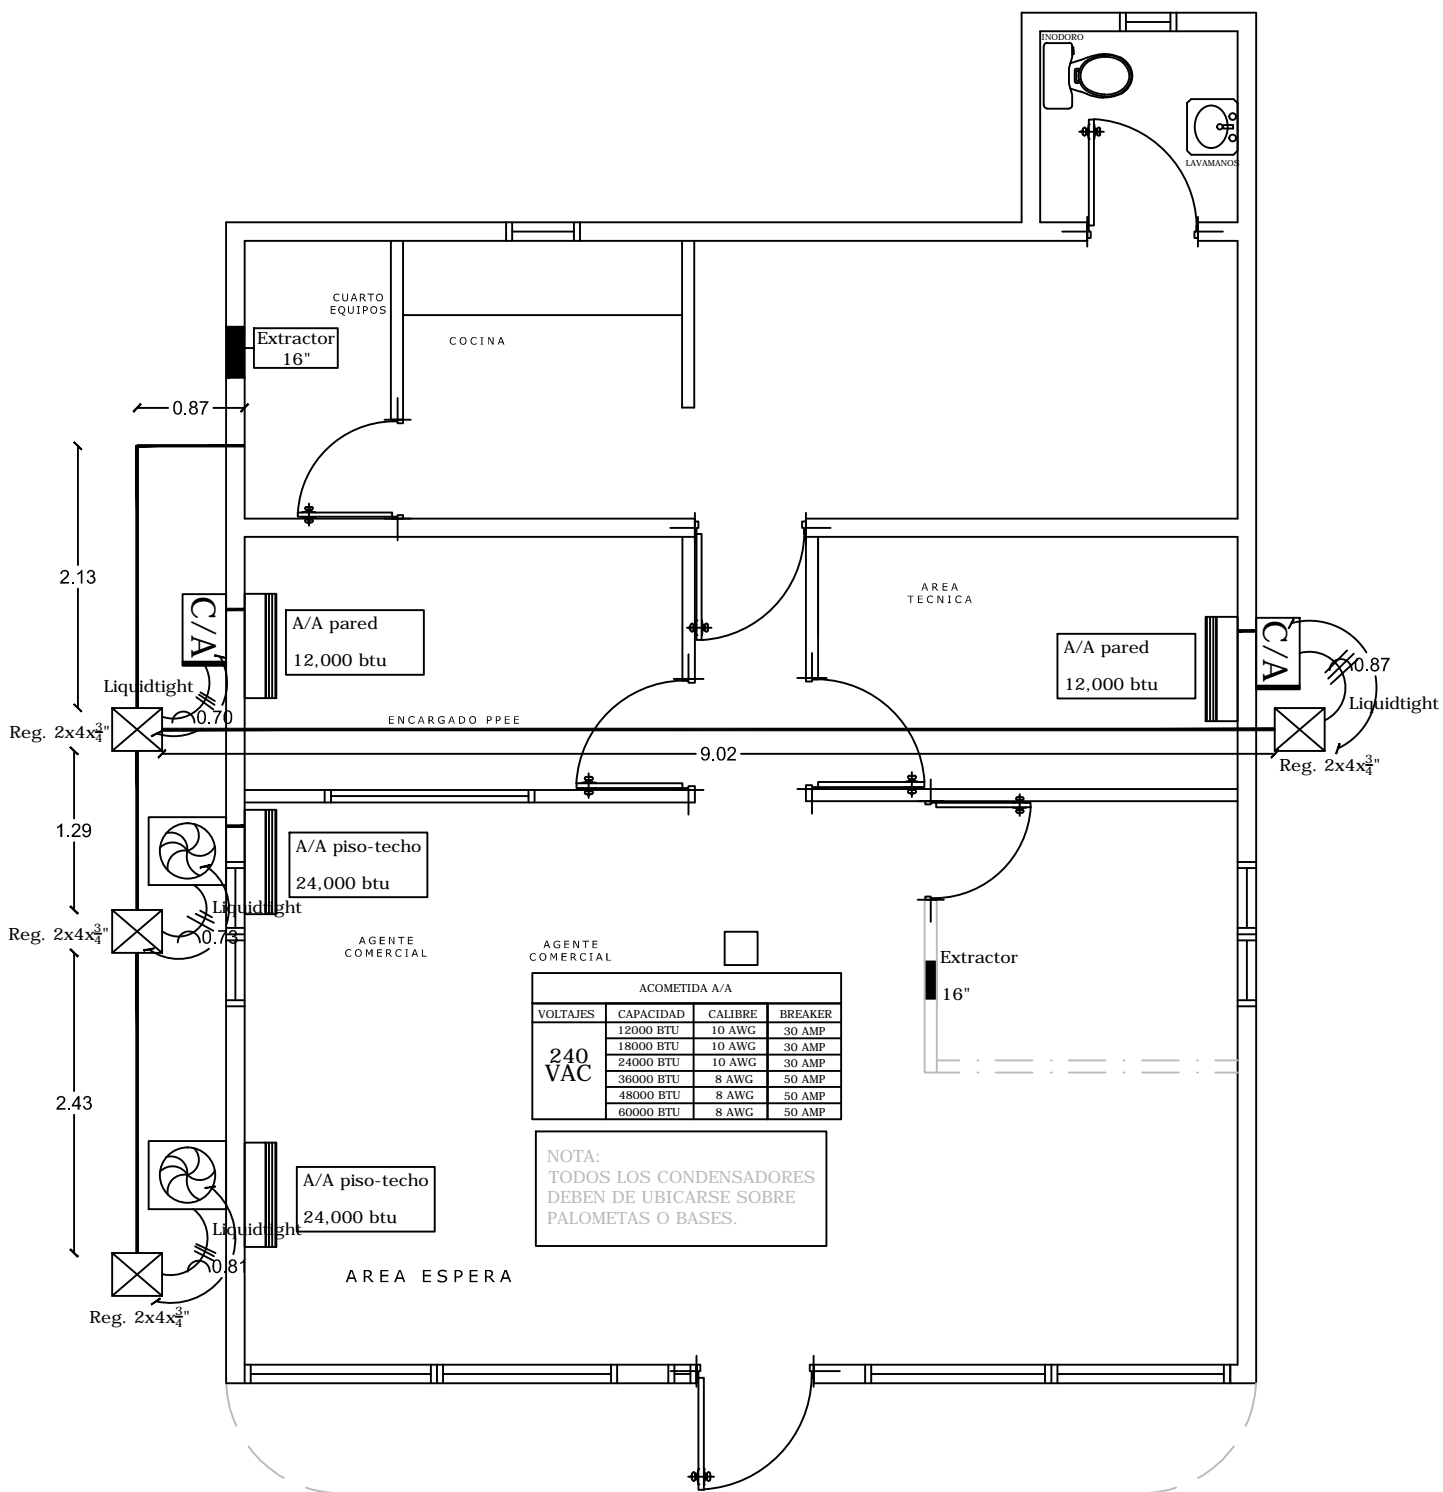 INODORO
LAVAMANOS
CUARTO
EQUIPOS
Extractor
16"
COCINA
0.87
2.13
C/A
A/A pared
12,000 btu
AREA
TECNICA
A/A pared
12,000 btu
C/A
0.87
Liquidtight
Liquidtight
0.70
Reg. 2x4x¾"
ENCARGADO PPEE
9.02
Reg. 2x4x¾"
1.29
A/A piso-techo
24,000 btu
Liquidtight
0.73
Reg. 2x4x¾"
AGENTE
COMERCIAL
AGENTE
COMERCIAL
Extractor
16"
ACOMETIDA A/A
VOLTAJES CAPACIDAD CALIBRE BREAKER
240
VAC
12000 BTU 10 AWG 30 AMP
18000 BTU 10 AWG 30 AMP
24000 BTU 10 AWG 30 AMP
36000 BTU 8 AWG 50 AMP
48000 BTU 8 AWG 50 AMP
60000 BTU 8 AWG 50 AMP
2.43
NOTA:
TODOS LOS CONDENSADORES
DEBEN DE UBICARSE SOBRE
PALOMETAS O BASES.
A/A piso-techo
24,000 btu
Liquidtight
0.81
AREA ESPERA
Reg. 2x4x¾"